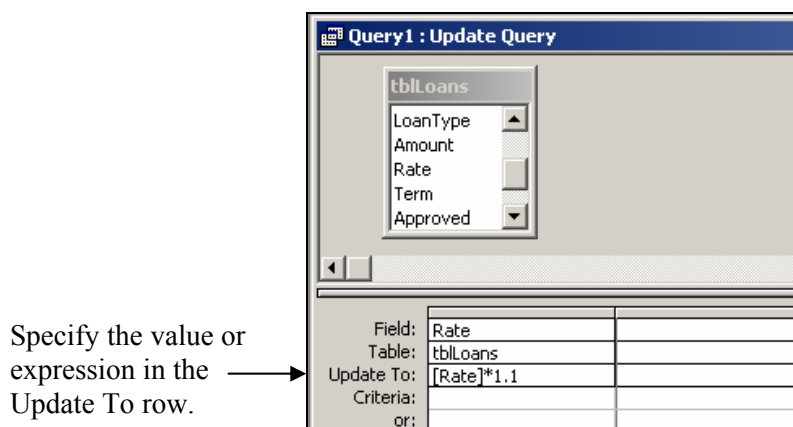 Query1 : Update Query
tblLoans
LoanType
Amount
Rate
Term
Approved
Specify the value or
expression in the
Update To row.
Field: Rate
Table: tblLoans
Update To: [Rate]*1.1
Criteria:
or: